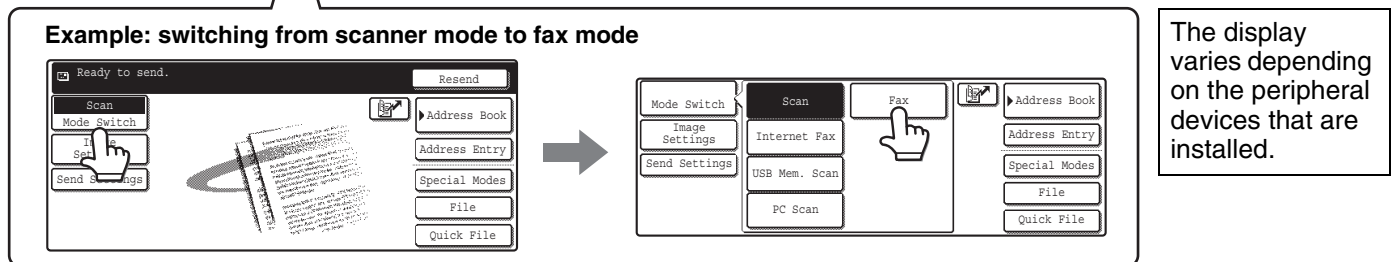 Example: switching from scanner mode to fax mode
Ready to send.
Resend
Scan
Mode Switch
Send Settings
Address Book
Address Entry
Special Modes
File
Quick File
Mode Switch
Image
Settings
Send Settings
Scan
Internet Fax
USB Mem. Scan
PC Scan
Fax
Address Book
Address Entry
Special Modes
File
Quick File
The display
varies depending
on the peripheral
devices that are
installed.